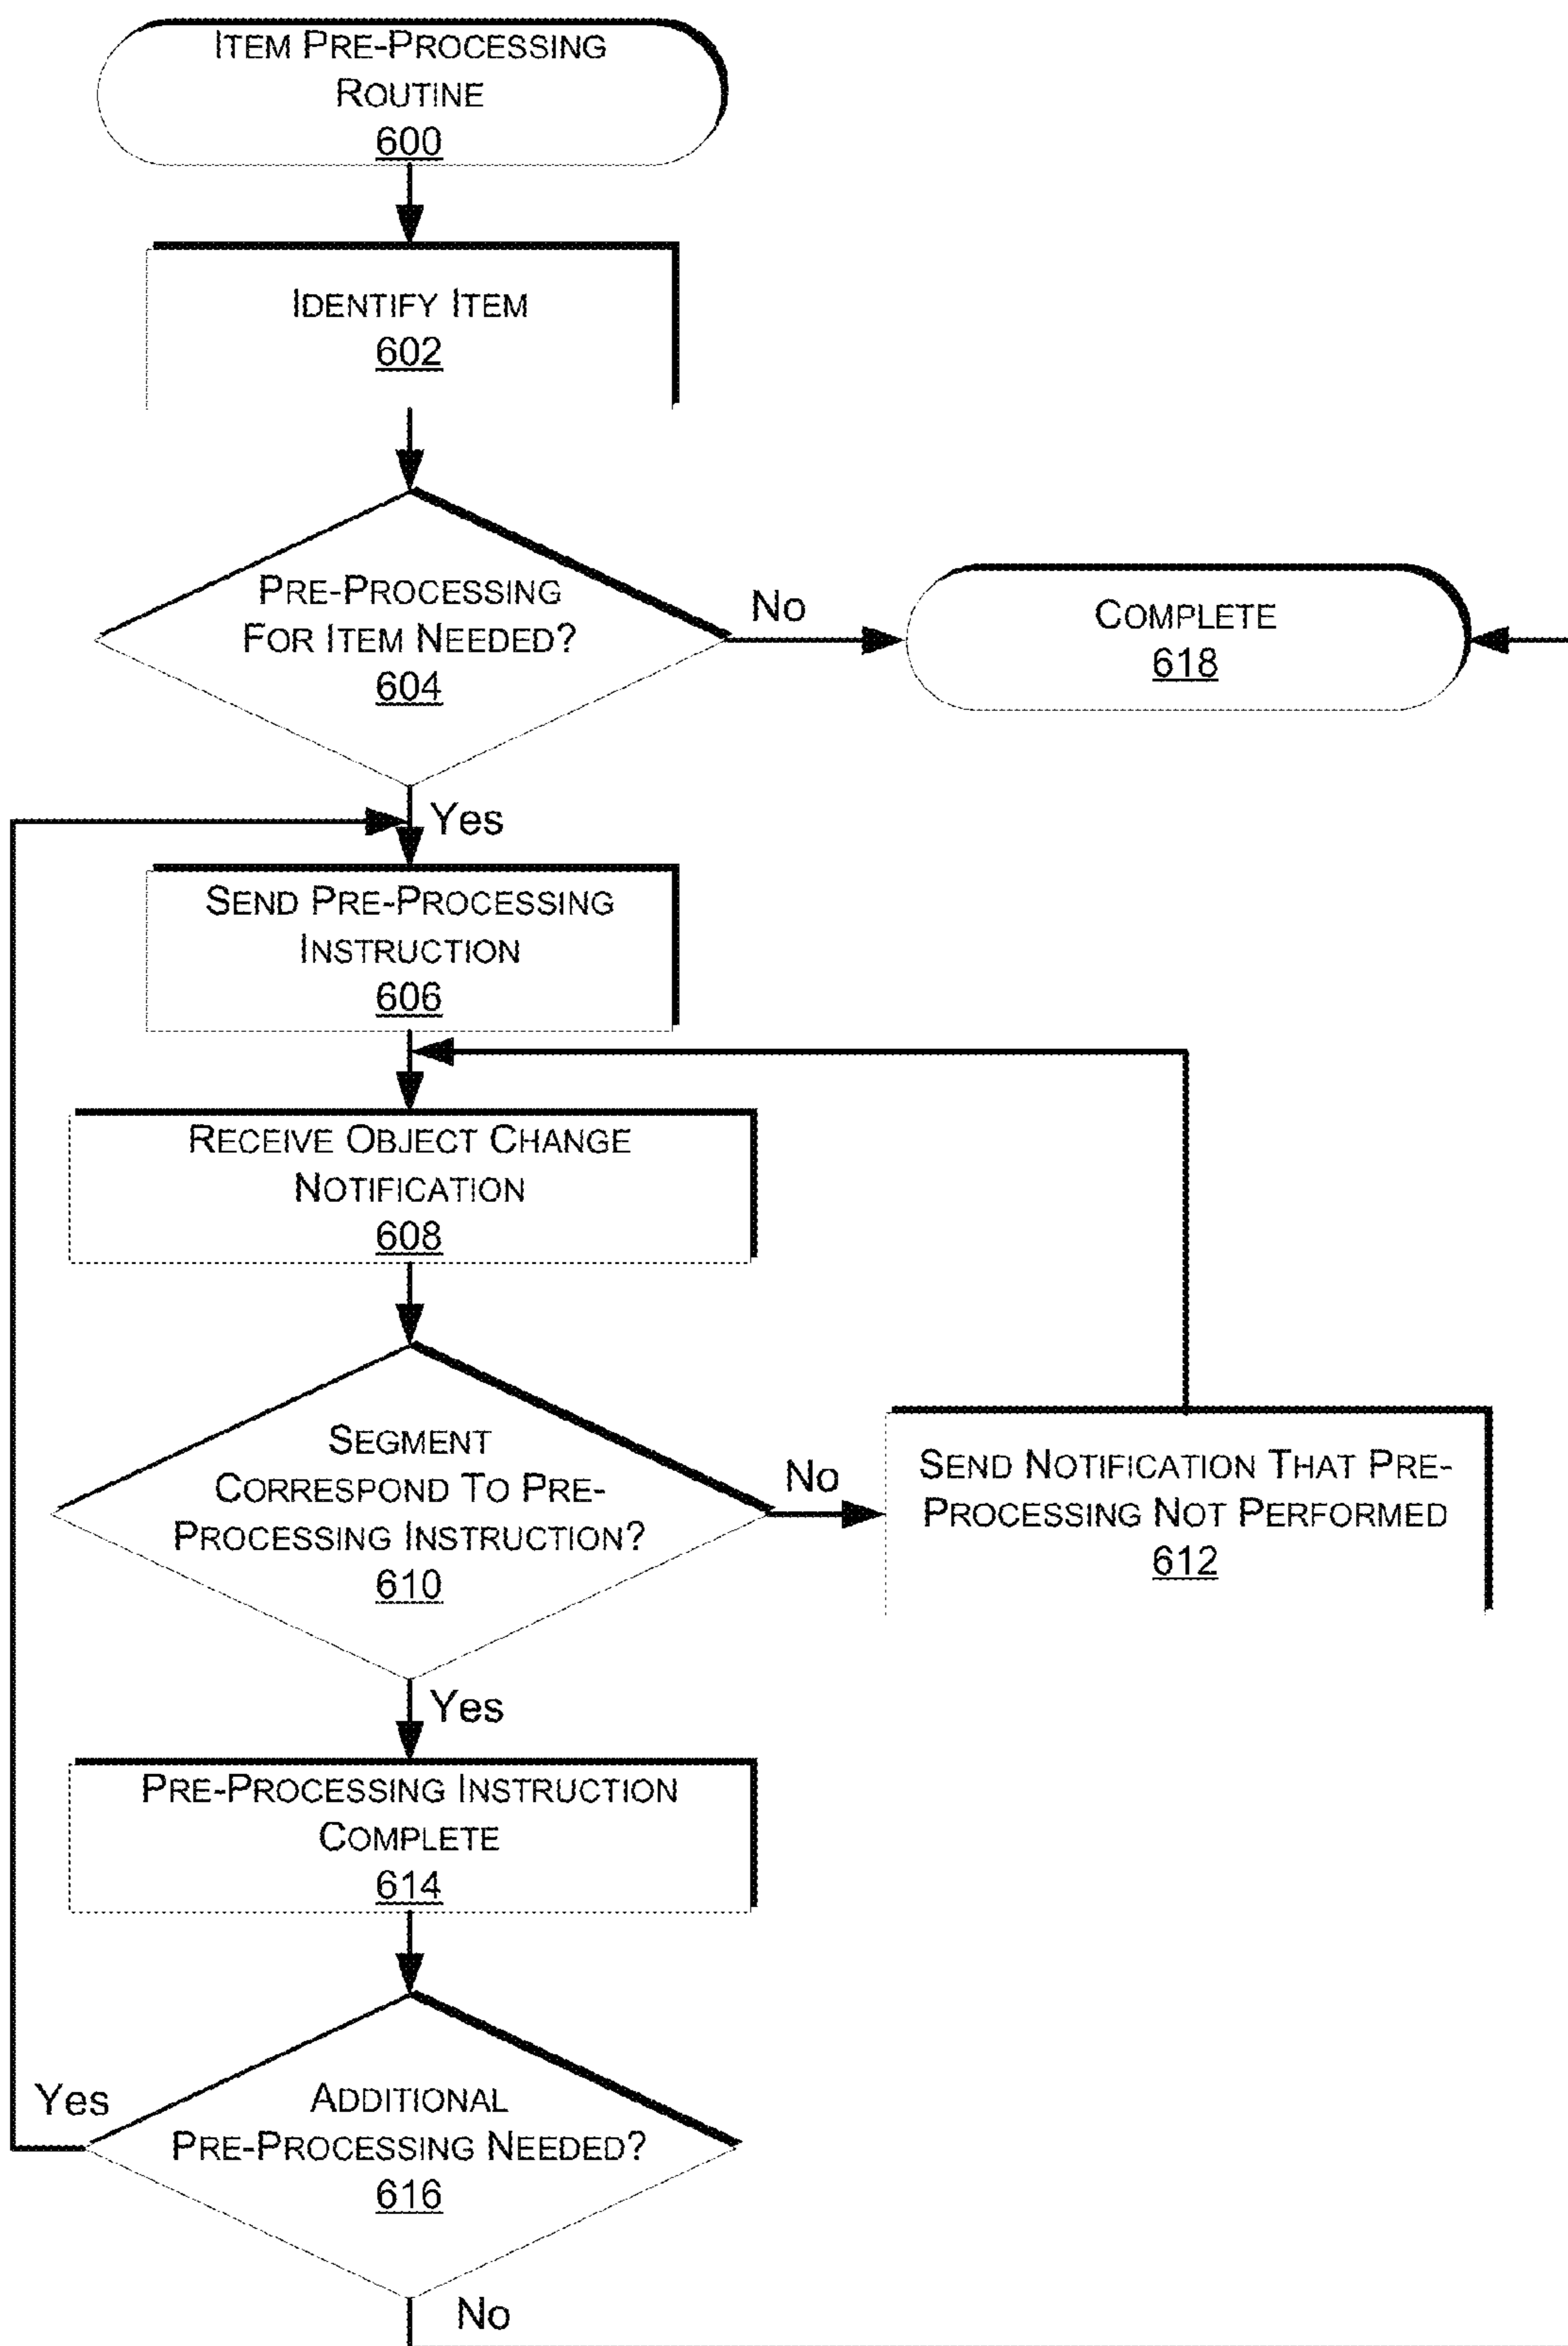 ITEM PRE-PROCESSING
ROUTINE
600
IDENTIFY ITEM
602
PRE-PROCESSING
FOR ITEM NEEDED?
604
No
COMPLETE
618
Yes
SEND PRE-PROCESSING
INSTRUCTION
606
RECEIVE OBJECT CHANGE
NOTIFICATION
608
SEGMENT
CORRESPOND TO PRE-
PROCESSING INSTRUCTION?
610
No
SEND NOTIFICATION THAT PRE-
PROCESSING NOT PERFORMED
612
Yes
PRE-PROCESSING INSTRUCTION
COMPLETE
614
Yes
ADDITIONAL
PRE-PROCESSING NEEDED?
616
No